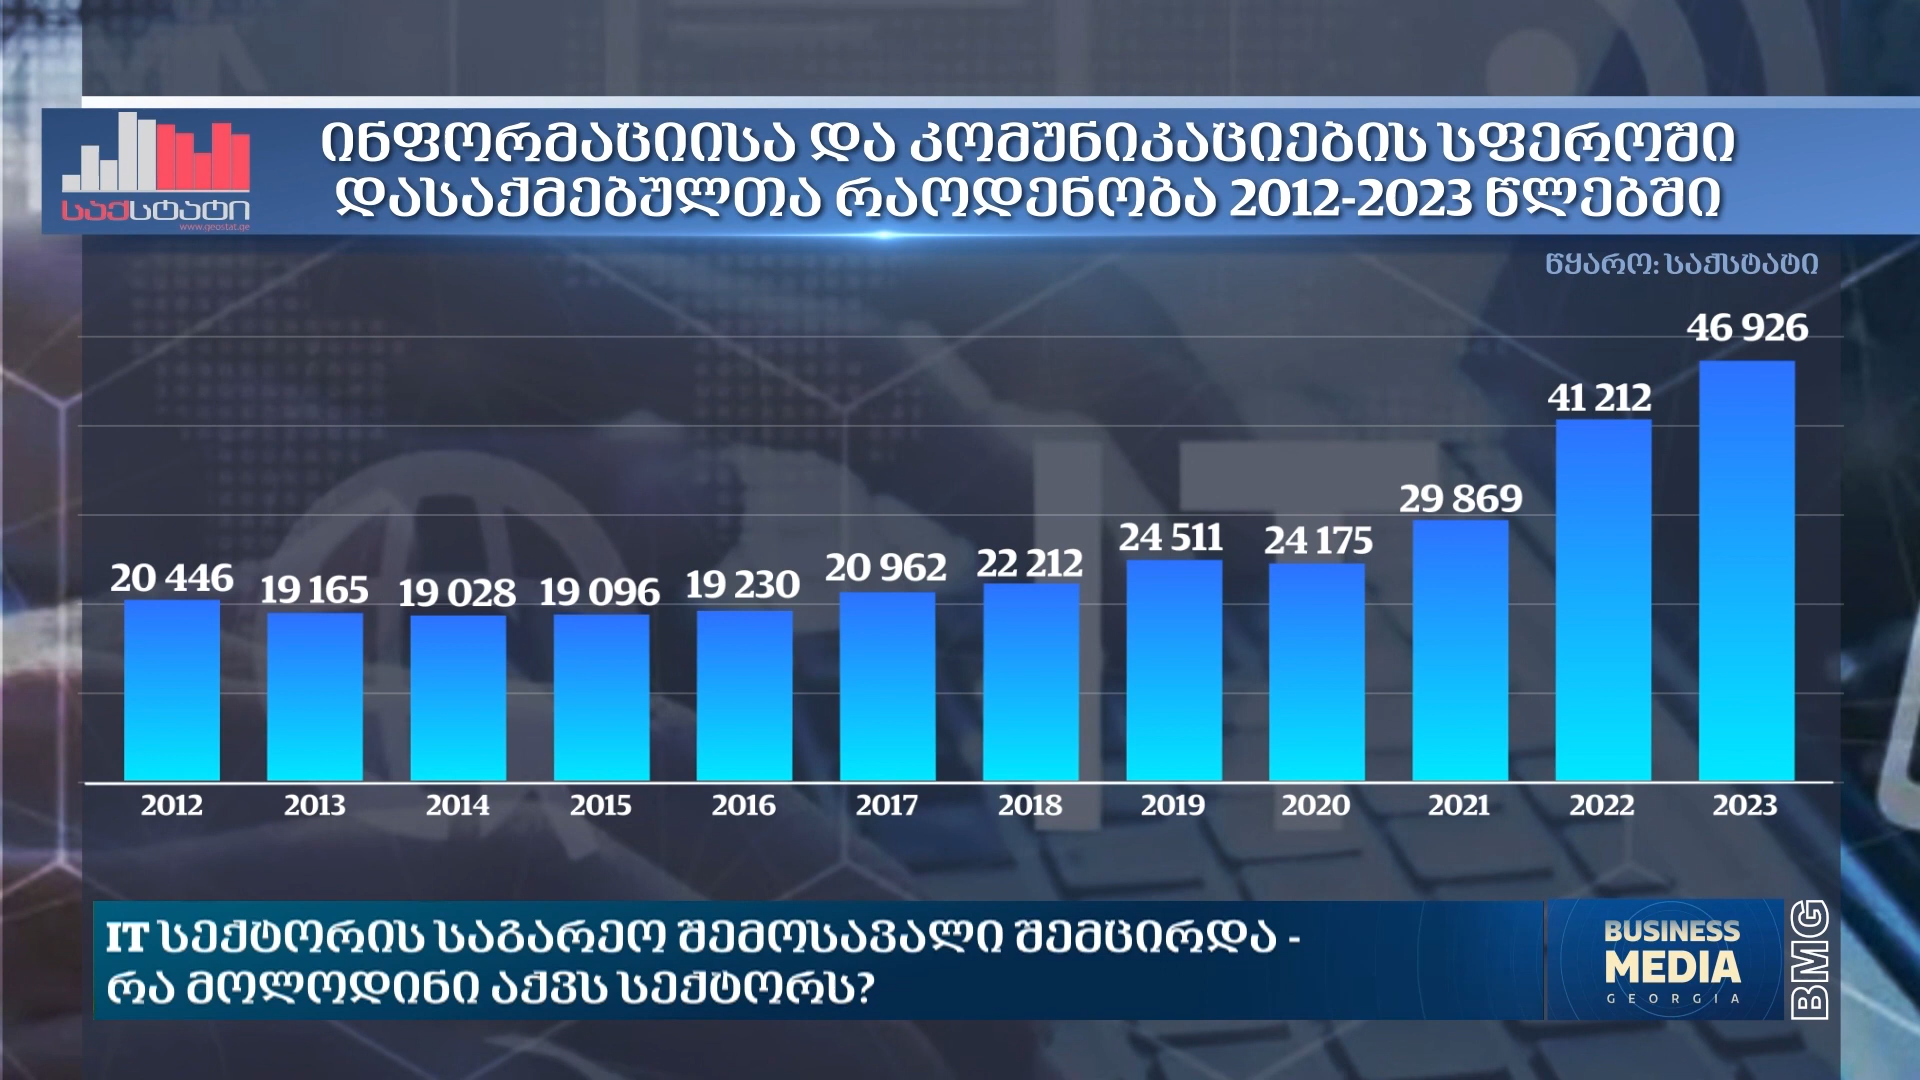 ინფორმაციისა და კომუნიკაციების სფეროში
დასაქმებულთა რაოდენობა 2012-2023 წლებში
საქსტატი
www.geostat.ge
წყარო: საქსტატი
20 446
19 165
19 028
19 096
19 230
20 962
22 212
24 511
24 175
29 869
41 212
46 926
2012
2013
2014
2015
2016
2017
2018
2019
2020
2021
2022
2023
IT
IT სექტორის საგარეო შემოსავალი შემცირდა -
რა მოლოდინი აქვს სექტორს?
BUSINESS
MEDIA
GEORGIA
BMG